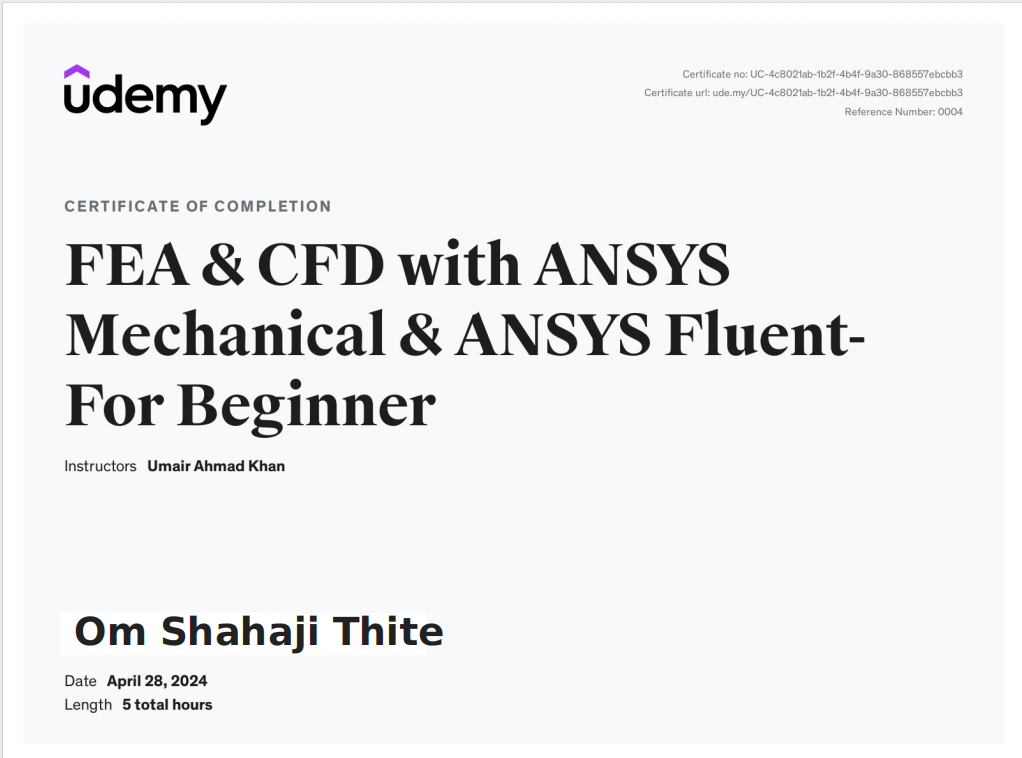 udemy
Certificate no: UC-4c8021ab-1b2f-4b4f-9a30-868557ebcbb3
Certificate url: ude.my/UC-4c8021ab-1b2f-4b4f-9a30-868557ebcbb3
Reference Number: 0004
CERTIFICATE OF COMPLETION
FEA & CFD with ANSYS
Mechanical & ANSYS Fluent-
For Beginner
Instructors Umair Ahmad Khan
Om Shahaji Thite
Date April 28, 2024
Length 5 total hours